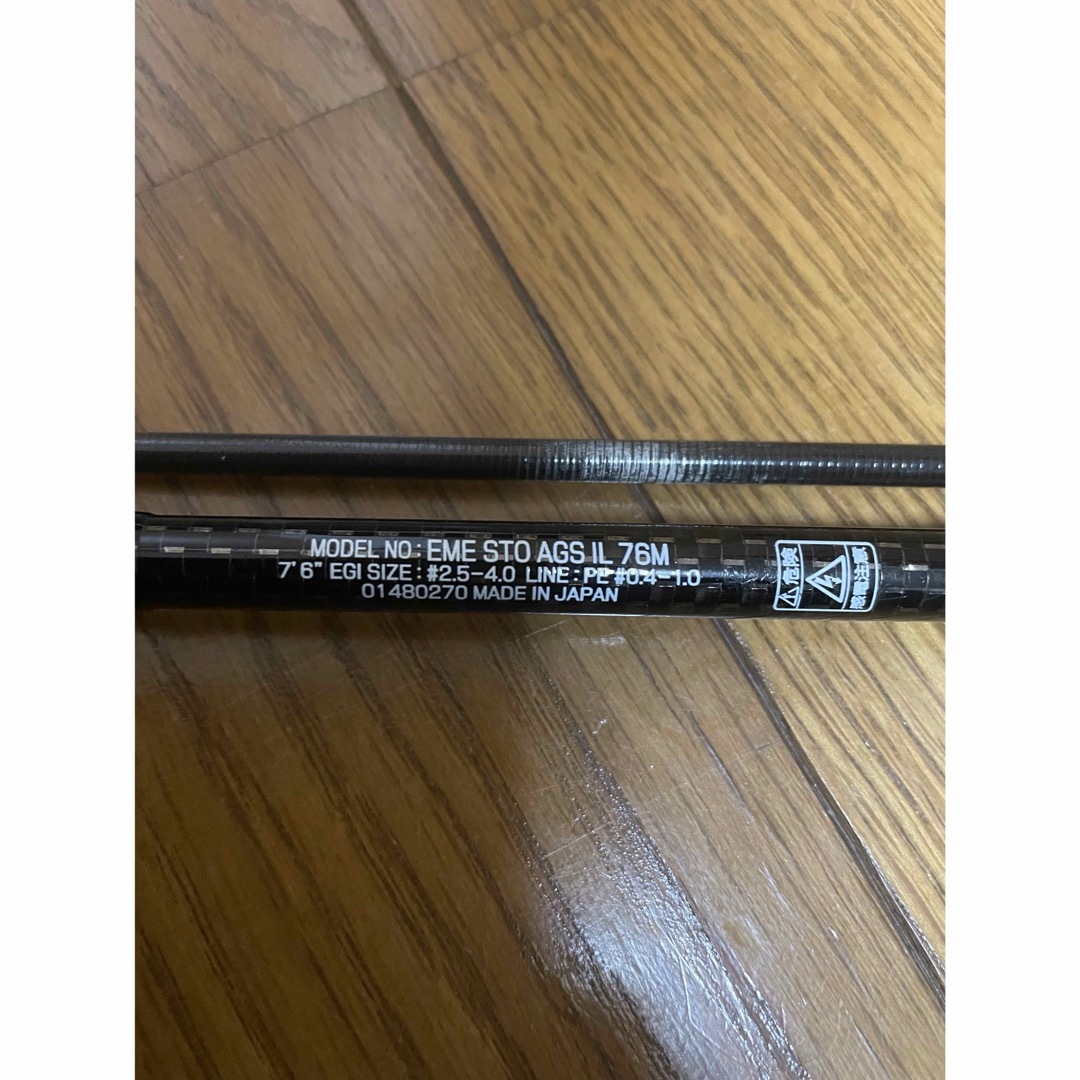 MODEL NO : EME STO AGS IL 76M
7' 6" EGI SIZE : #2.5-4.0 LINE : PE #0.4-1.0
01480270 MADE IN JAPAN
危険
感電注意